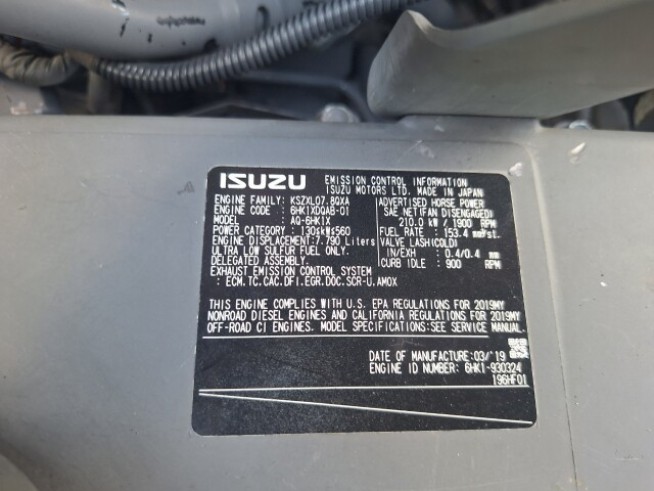 ISUZU EMISSION CONTROL INFORMATION
ISUZU MOTORS LTD. MADE IN JAPAN
ENGINE FAMILY: KSZXL07.8QXA
ENGINE CODE : 6HK1XDQAB-01
MODEL : AQ-6HK1X
POWER CATEGORY : 130≤kW≤560
ENGINE DISPLACEMENT: 7.790 Liters
ULTRA LOW SULFUR FUEL ONLY.
DELEGATED ASSEMBLY.
EXHAUST EMISSION CONTROL SYSTEM
: ECM.TC.CAC.DFI.EGR.DOC.SCR-U.AMOX
ADVERTISED HORSE POWER
SAE NET(FAN DISENGAGED)
210.0 kW / 1900 RPM
FUEL RATE : 153.4 mm³/st.
VALVE LASH(COLD)
IN/EXH : 0.4/0.4 mm
CURB IDLE : 900 RPM
THIS ENGINE COMPLIES WITH U.S. EPA REGULATIONS FOR 2019MY
NONROAD DIESEL ENGINES AND CALIFORNIA REGULATIONS FOR 2019MY
OFF-ROAD CI ENGINES. MODEL SPECIFICATIONS: SEE SERVICE MANUAL.
DATE OF MANUFACTURE: 03/'19
ENGINE ID NUMBER: 6HK1-930324
196HF01